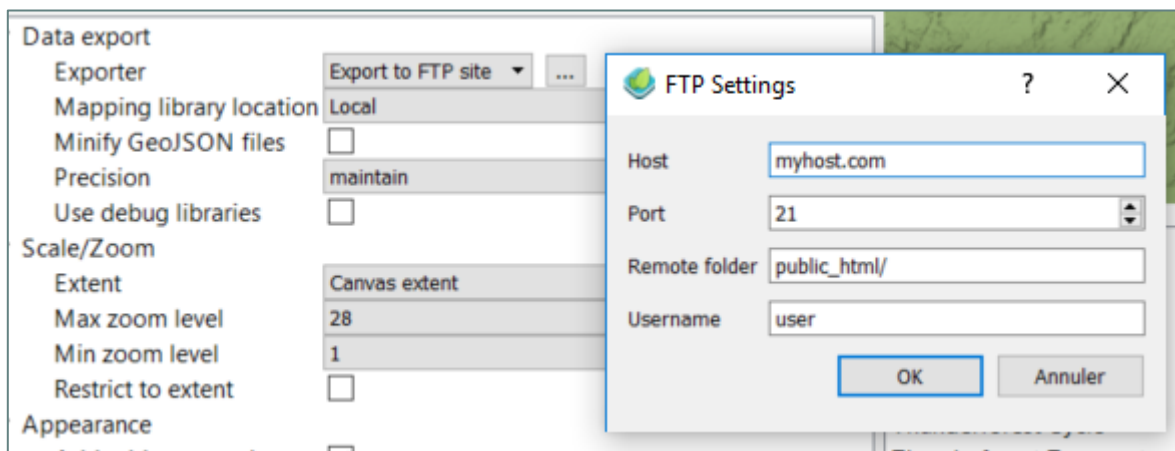 Data export
Exporter Export to FTP site ...
Mapping library location Local
Minify GeoJSON files
Precision maintain
Use debug libraries
Scale/Zoom
Extent Canvas extent
Max zoom level 28
Min zoom level 1
Restrict to extent
Appearance
FTP Settings ? X
Host myhost.com
Port 21
Remote folder public_html/
Username user
OK Annuler